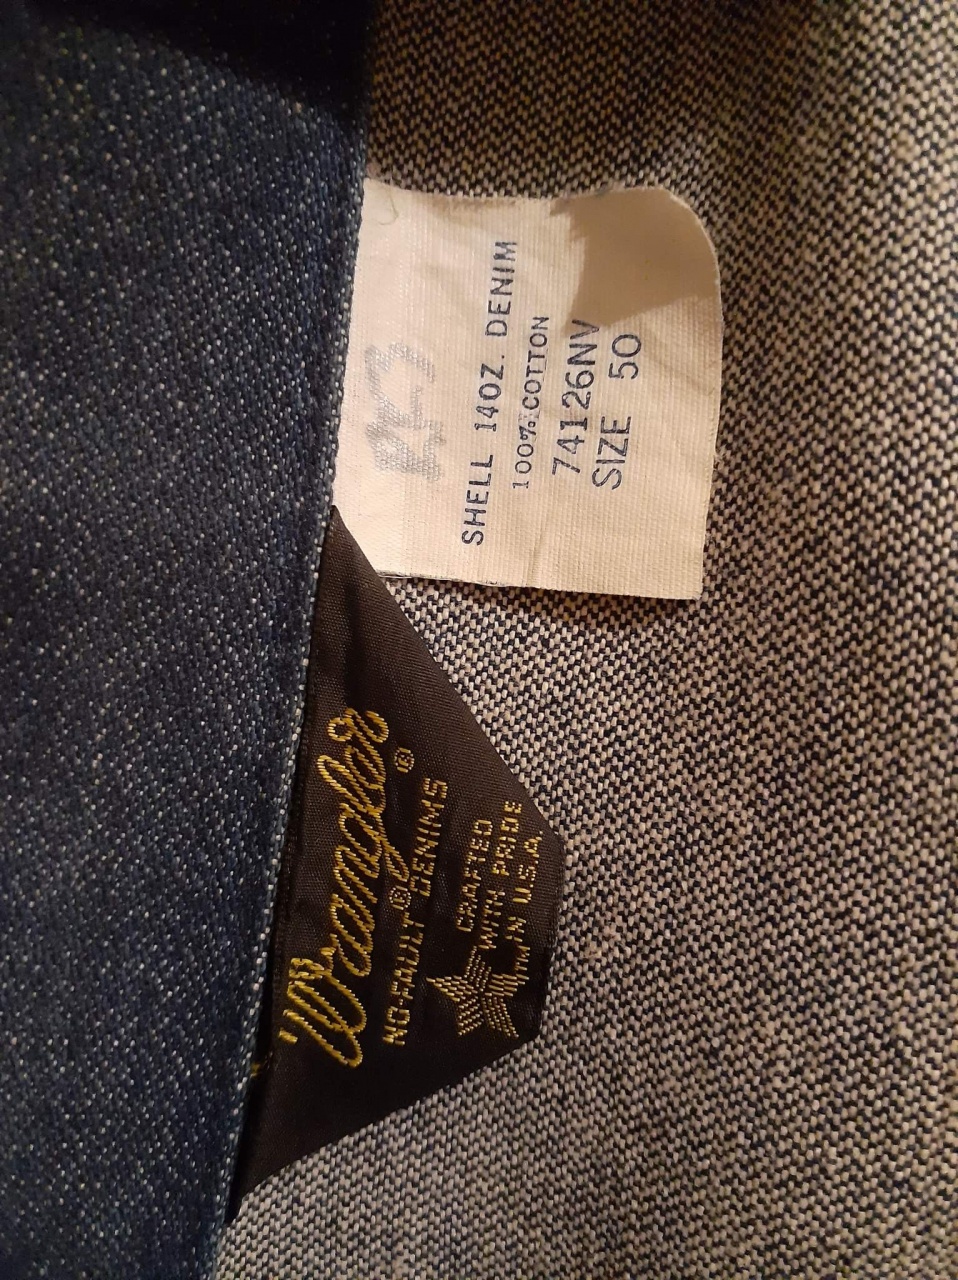 SHELL 14OZ. DENIM
100% COTTON
74126NV
SIZE 50
Wrangler®
NO-FAULT® DENIMS
CRAFTED
WITH PRIDE
IN U.S.A.